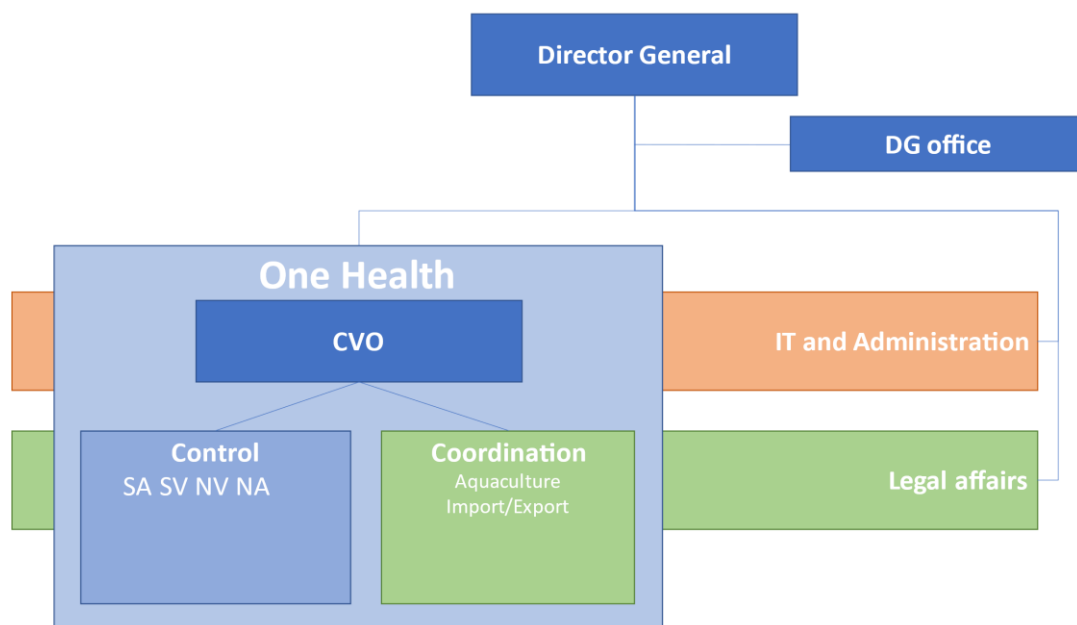 Director General
DG office
One Health
CVO
IT and Administration
Control
SA SV NV NA
Coordination
Aquaculture
Import/Export
Legal affairs